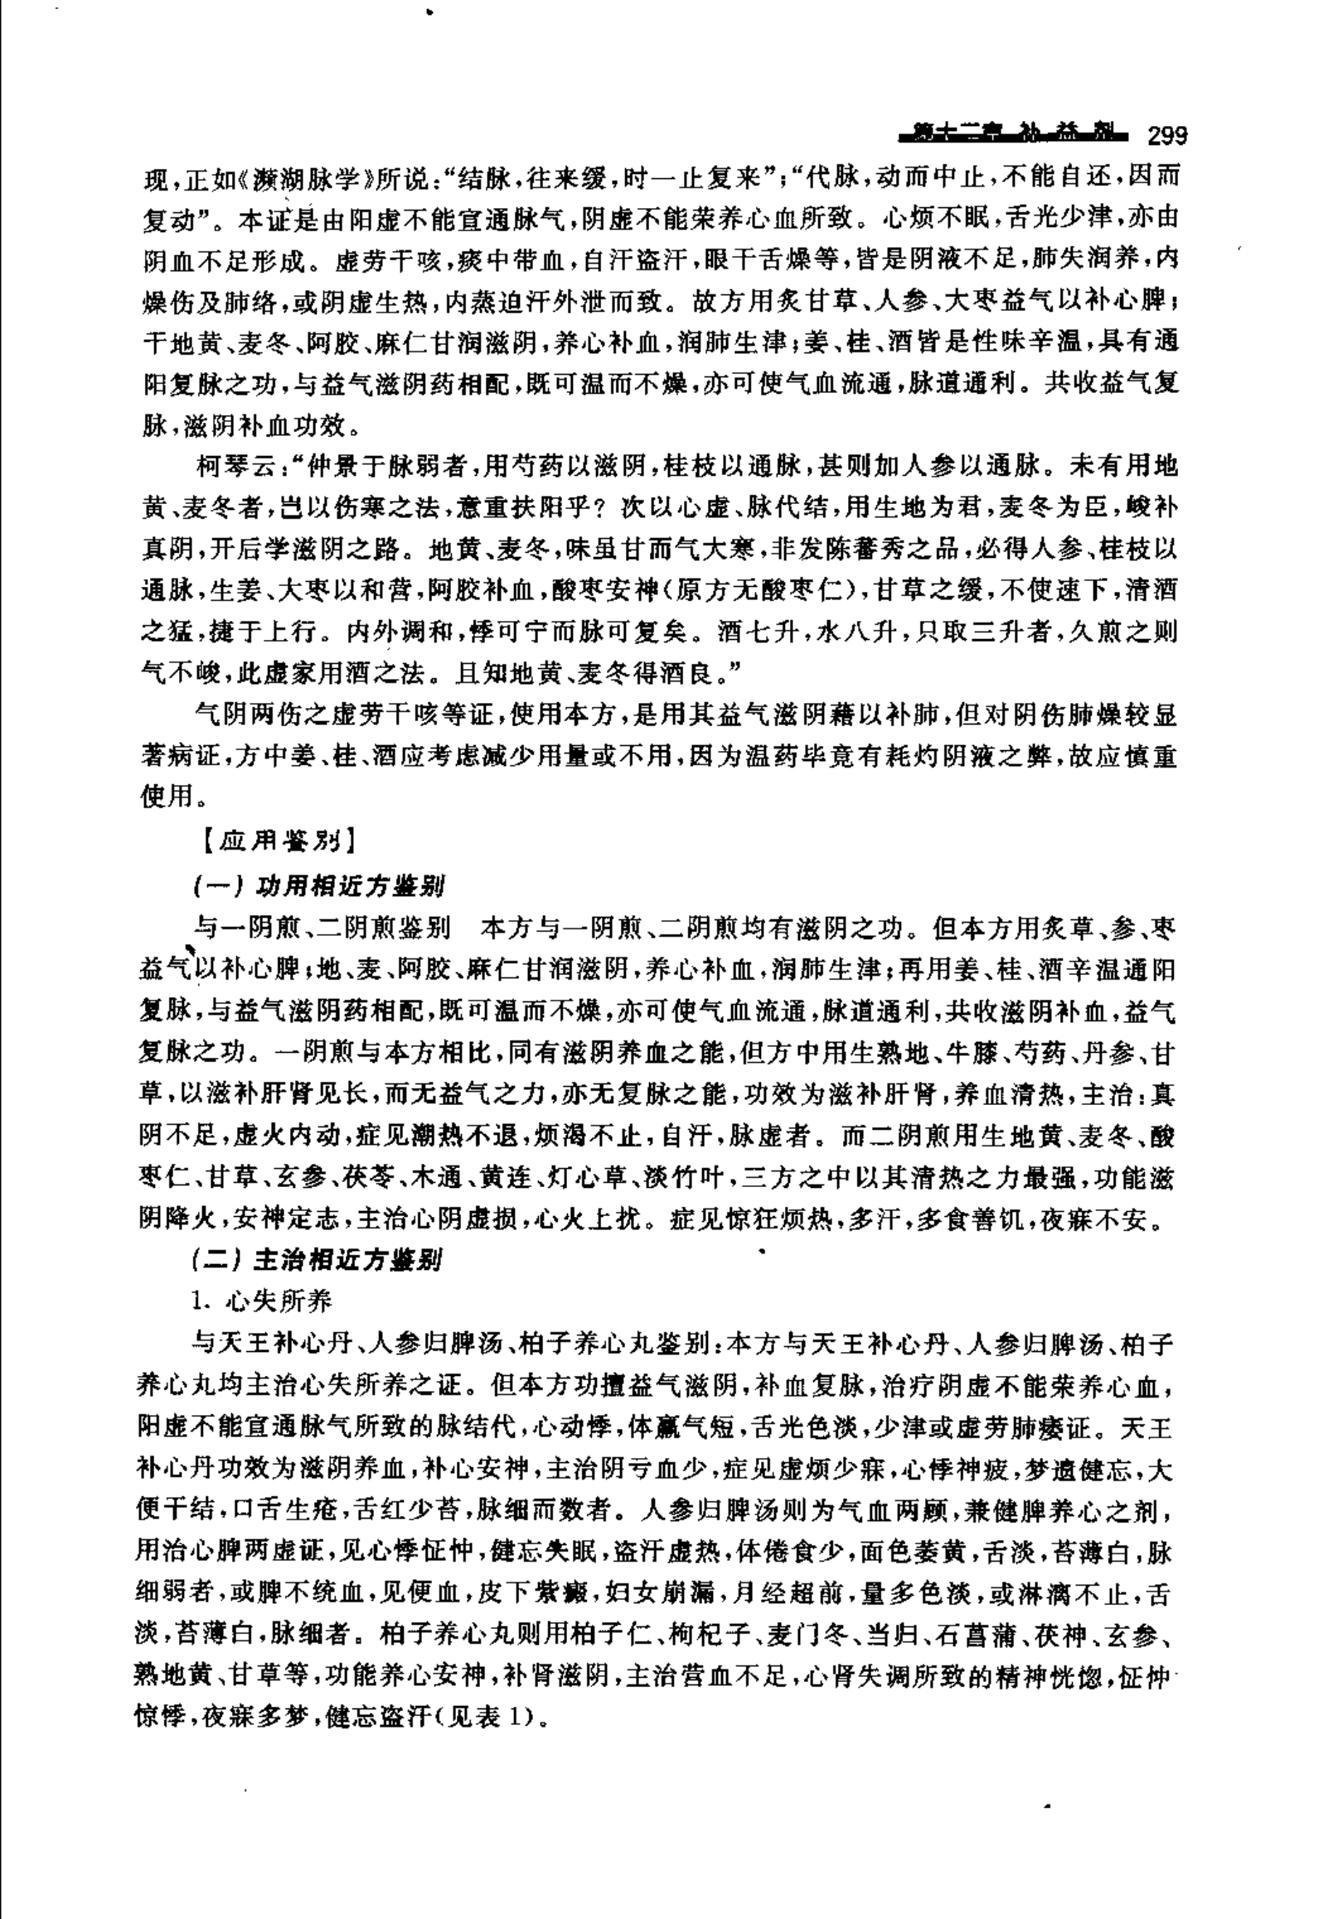 第十二章 补益剂 299
现,正如《濒湖脉学》所说:“结脉,往来缓,时一止复来”;“代脉,动而中止,不能自还,因而
复动”。本证是由阳虚不能宣通脉气,阴虚不能荣养心血所致。心烦不眠,舌光少津,亦由
阴血不足形成。虚劳干咳,痰中带血,自汗盗汗,眼干舌燥等,皆是阴液不足,肺失润养,内
燥伤及肺络,或阴虚生热,内蒸迫汗外泄而致。故方用炙甘草、人参、大枣益气以补心脾;
干地黄、麦冬、阿胶、麻仁甘润滋阴,养心补血,润肺生津;姜、桂、酒皆是性味辛温,具有通
阳复脉之功,与益气滋阴药相配,既可温而不燥,亦可使气血流通,脉道通利。共收益气复
脉,滋阴补血功效。
柯琴云:“仲景于脉弱者,用芍药以滋阴,桂枝以通脉,甚则加人参以通脉。未有用地
黄、麦冬者,岂以伤寒之法,意重扶阳乎?次以心虚、脉代结,用生地为君,麦冬为臣,峻补
真阴,开后学滋阴之路。地黄、麦冬,味虽甘而气大寒,非发陈蕃秀之品,必得人参、桂枝以
通脉,生姜、大枣以和营,阿胶补血,酸枣安神(原方无酸枣仁),甘草之缓,不使速下,清酒
之猛,捷于上行。内外调和,悸可宁而脉可复矣。酒七升,水八升,只取三升者,久煎之则
气不峻,此虚家用酒之法。且知地黄、麦冬得酒良。”
气阴两伤之虚劳干咳等证,使用本方,是用其益气滋阴藉以补肺,但对阴伤肺燥较显
著病证,方中姜、桂、酒应考虑减少用量或不用,因为温药毕竟有耗灼阴液之弊,故应慎重
使用。
【应用鉴别】
(一)功用相近方鉴别
与一阴煎、二阴煎鉴别 本方与一阴煎、二阴煎均有滋阴之功。但本方用炙草、参、枣
益气以补心脾;地、麦、阿胶、麻仁甘润滋阴,养心补血,润肺生津;再用姜、桂、酒辛温通阳
复脉,与益气滋阴药相配,既可温而不燥,亦可使气血流通,脉道通利,共收滋阴补血,益气
复脉之功。一阴煎与本方相比,同有滋阴养血之能,但方中用生熟地、牛膝、芍药、丹参、甘
草,以滋补肝肾见长,而无益气之力,亦无复脉之能,功效为滋补肝肾,养血清热,主治:真
阴不足,虚火内动,症见潮热不退,烦渴不止,自汗,脉虚者。而二阴煎用生地黄、麦冬、酸
枣仁、甘草、玄参、茯苓、木通、黄连、灯心草、淡竹叶,三方之中以其清热之力最强,功能滋
阴降火,安神定志,主治心阴虚损,心火上扰。症见惊狂烦热,多汗,多食善饥,夜寐不安。
(二)主治相近方鉴别
1. 心失所养
与天王补心丹、人参归脾汤、柏子养心丸鉴别:本方与天王补心丹、人参归脾汤、柏子
养心丸均主治心失所养之证。但本方功擅益气滋阴,补血复脉,治疗阴虚不能荣养心血,
阳虚不能宣通脉气所致的脉结代,心动悸,体羸气短,舌光色淡,少津或虚劳肺痿证。天王
补心丹功效为滋阴养血,补心安神,主治阴亏血少,症见虚烦少寐,心悸神疲,梦遗健忘,大
便干结,口舌生疮,舌红少苔,脉细而数者。人参归脾汤则为气血两顾,兼健脾养心之剂,
用治心脾两虚证,见心悸怔忡,健忘失眠,盗汗虚热,体倦食少,面色萎黄,舌淡,苔薄白,脉
细弱者,或脾不统血,见便血,皮下紫癜,妇女崩漏,月经超前,量多色淡,或淋漓不止,舌
淡,苔薄白,脉细者。柏子养心丸则用柏子仁、枸杞子、麦门冬、当归、石菖蒲、茯神、玄参、
熟地黄、甘草等,功能养心安神,补肾滋阴,主治营血不足,心肾失调所致的精神恍惚,怔忡
惊悸,夜寐多梦,健忘盗汗(见表1)。